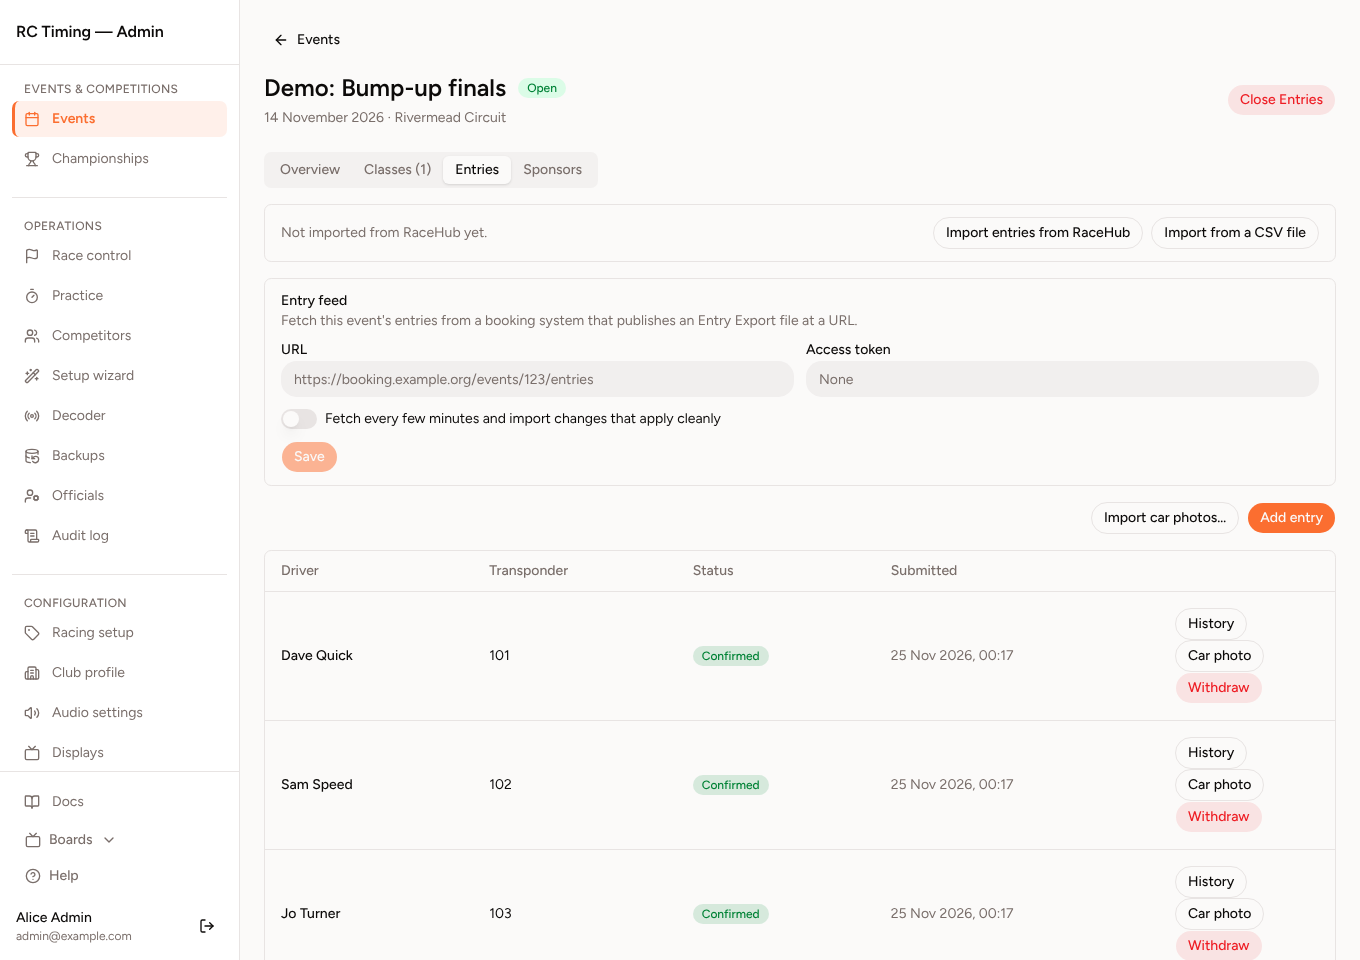 RC Timing — Admin
EVENTS & COMPETITIONS
Events
Championships
OPERATIONS
Race control
Practice
Competitors
Setup wizard
Decoder
Backups
Officials
Audit log
CONFIGURATION
Racing setup
Club profile
Audio settings
Displays
Docs
Boards
Help
Alice Admin
admin@example.com
Events
Demo: Bump-up finals Open
14 November 2026 · Rivermead Circuit
Close Entries
Overview Classes (1) Entries Sponsors
Not imported from RaceHub yet. Import entries from RaceHub Import from a CSV file
Entry feed
Fetch this event's entries from a booking system that publishes an Entry Export file at a URL.
URL Access token
https://booking.example.org/events/123/entries None
Fetch every few minutes and import changes that apply cleanly
Save
Import car photos... Add entry
Driver Transponder Status Submitted
History
Dave Quick 101 Confirmed 25 Nov 2026, 00:17 Car photo
Withdraw
History
Sam Speed 102 Confirmed 25 Nov 2026, 00:17 Car photo
Withdraw
History
Jo Turner 103 Confirmed 25 Nov 2026, 00:17 Car photo
Withdraw